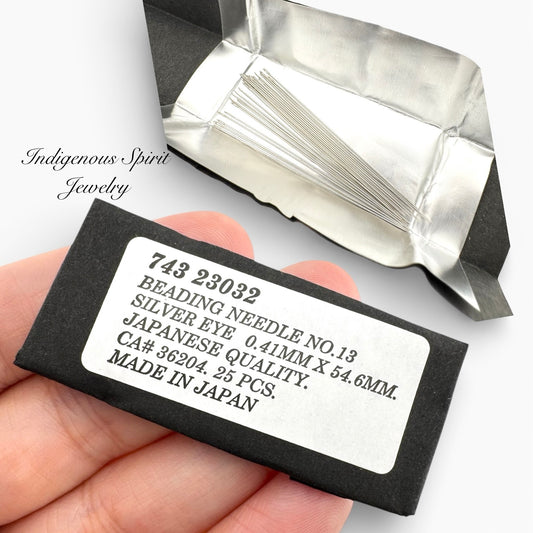 Indigenous Spirit
Jewelry
743 23032
BEADING NEEDLE NO.13
SILVER EYE 0.41MM X 54.6MM.
JAPANESE QUALITY.
CA# 36204. 25 PCS.
MADE IN JAPAN